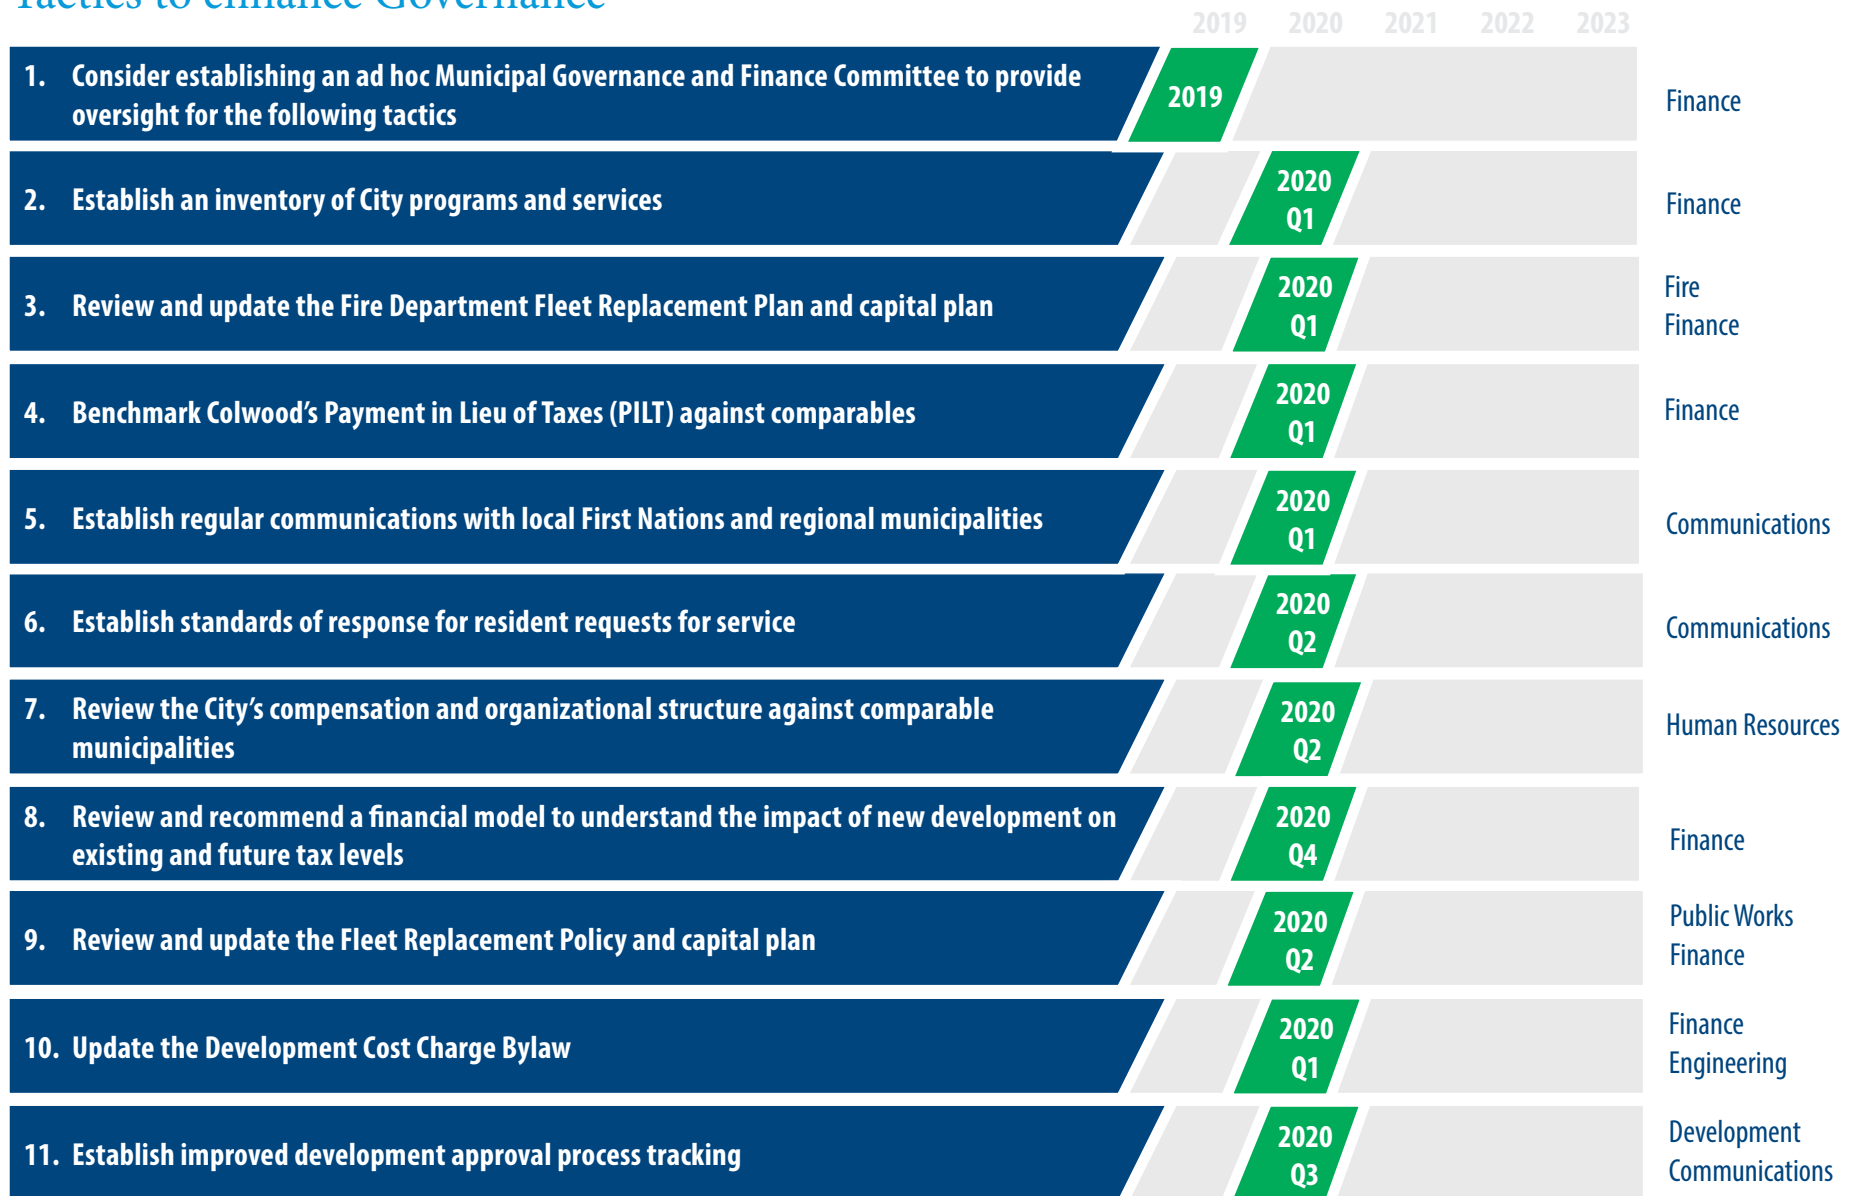 Tactics to enhance Governance
2019 2020 2021 2022 2023
1. Consider establishing an ad hoc Municipal Governance and Finance Committee to provide
oversight for the following tactics
2019
Finance
2. Establish an inventory of City programs and services
2020
Q1
Finance
3. Review and update the Fire Department Fleet Replacement Plan and capital plan
2020
Q1
Fire
Finance
4. Benchmark Colwood’s Payment in Lieu of Taxes (PILT) against comparables
2020
Q1
Finance
5. Establish regular communications with local First Nations and regional municipalities
2020
Q1
Communications
6. Establish standards of response for resident requests for service
2020
Q2
Communications
7. Review the City’s compensation and organizational structure against comparable
municipalities
2020
Q2
Human Resources
8. Review and recommend a financial model to understand the impact of new development on
existing and future tax levels
2020
Q4
Finance
9. Review and update the Fleet Replacement Policy and capital plan
2020
Q2
Public Works
Finance
10. Update the Development Cost Charge Bylaw
2020
Q1
Finance
Engineering
11. Establish improved development approval process tracking
2020
Q3
Development
Communications